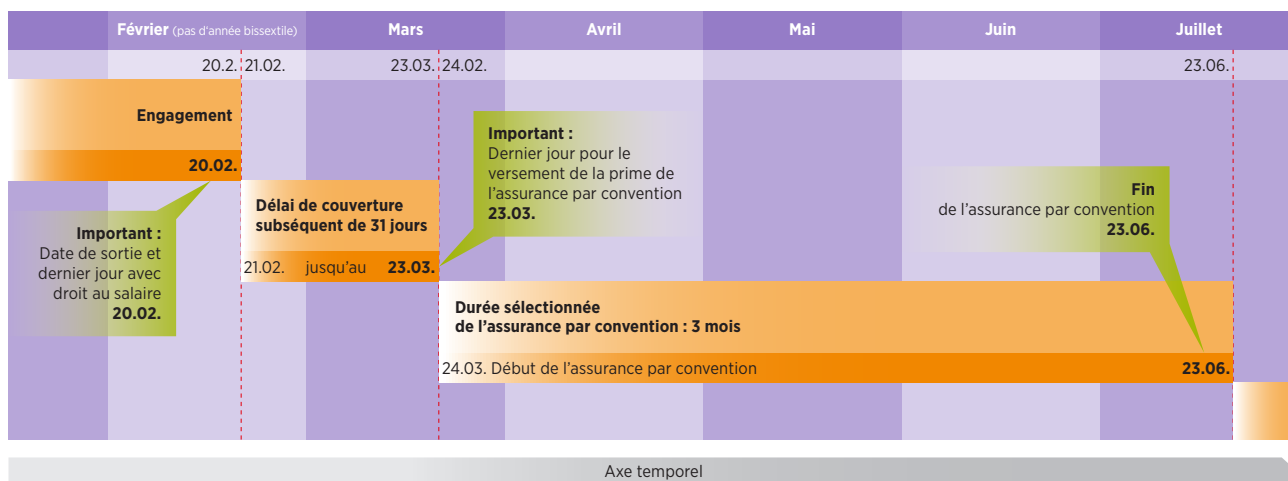 Février (pas d'année bissextile) Mars Avril Mai Juin Juillet
20.2. 21.02. 23.03. 24.02. 23.06.
Engagement
20.02.
Important :
Date de sortie et
dernier jour avec
droit au salaire
20.02.
Délai de couverture
subséquent de 31 jours
21.02. jusqu'au 23.03.
Important :
Dernier jour pour le
versement de la prime de
l'assurance par convention
23.03.
Fin
de l'assurance par convention
23.06.
Durée sélectionnée
de l'assurance par convention : 3 mois
24.03. Début de l'assurance par convention 23.06.
Axe temporel